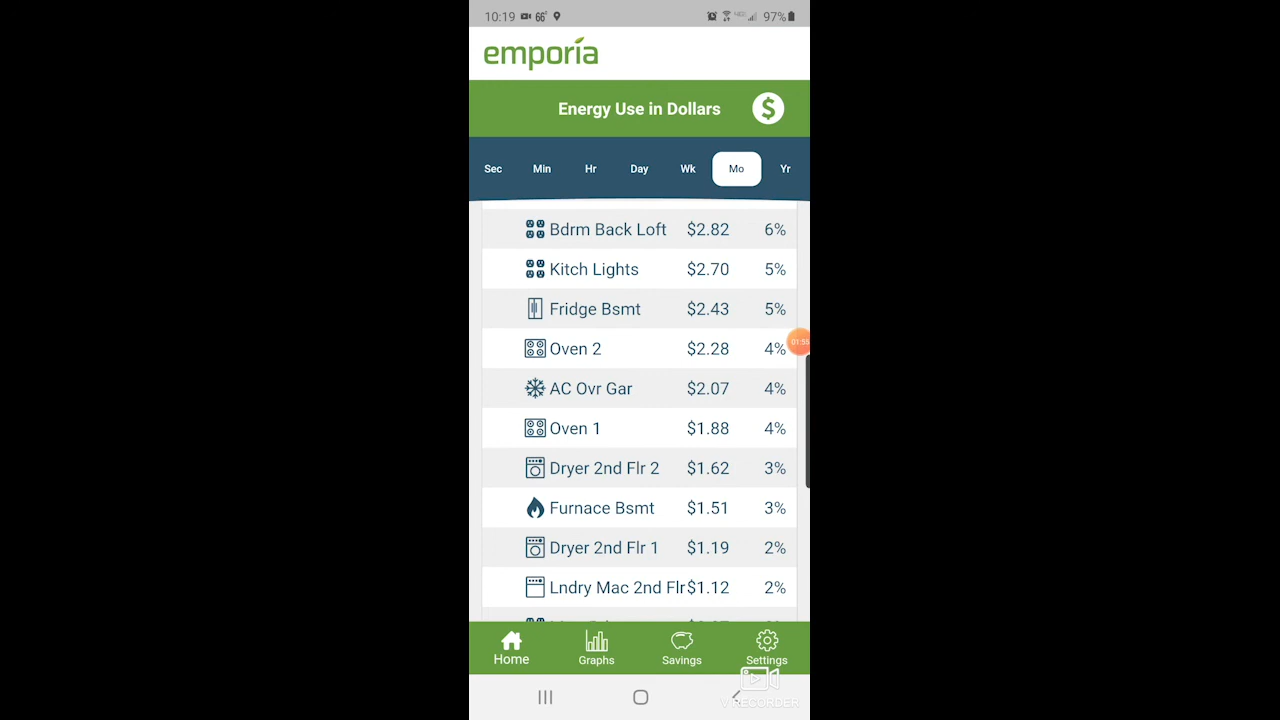 10:19 66° 97%
emporia
Energy Use in Dollars $
Sec Min Hr Day Wk Mo Yr
Bdrm Back Loft $2.82 6%
Kitch Lights $2.70 5%
Fridge Bsmt $2.43 5%
Oven 2 $2.28 4%
01:55
AC Ovr Gar $2.07 4%
Oven 1 $1.88 4%
Dryer 2nd Flr 2 $1.62 3%
Furnace Bsmt $1.51 3%
Dryer 2nd Flr 1 $1.19 2%
Lndry Mac 2nd Flr $1.12 2%
Home Graphs Savings Settings
VRECORDER